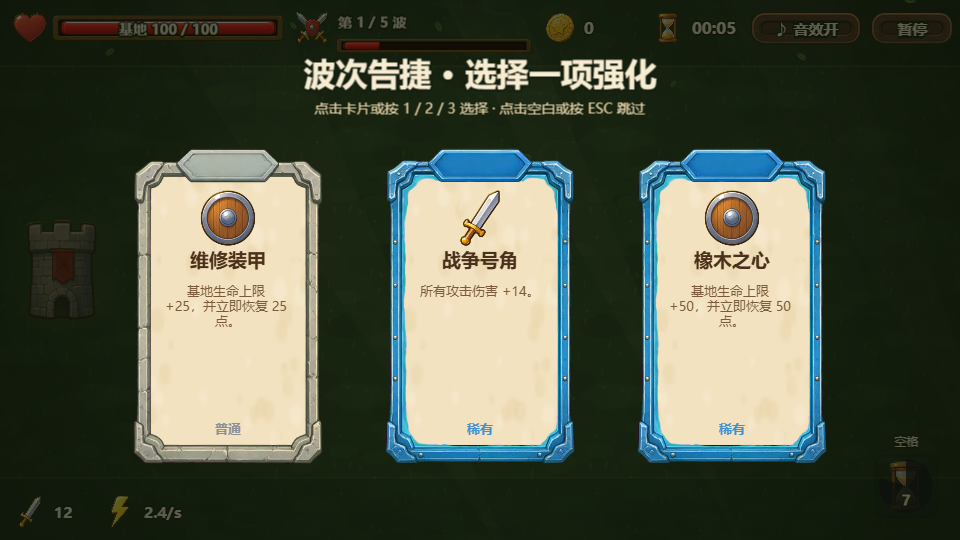 基地 100 / 100
第 1 / 5 波
0
00:05
♪ 音效开
暂停
波次告捷 · 选择一项强化
点击卡片或按 1 / 2 / 3 选择 · 点击空白或按 ESC 跳过
维修装甲
基地生命上限
+25，并立即恢复 25
点。
普通
战争号角
所有攻击伤害 +14。
稀有
橡木之心
基地生命上限
+50，并立即恢复 50
点。
稀有
空格
7
12
2.4/s